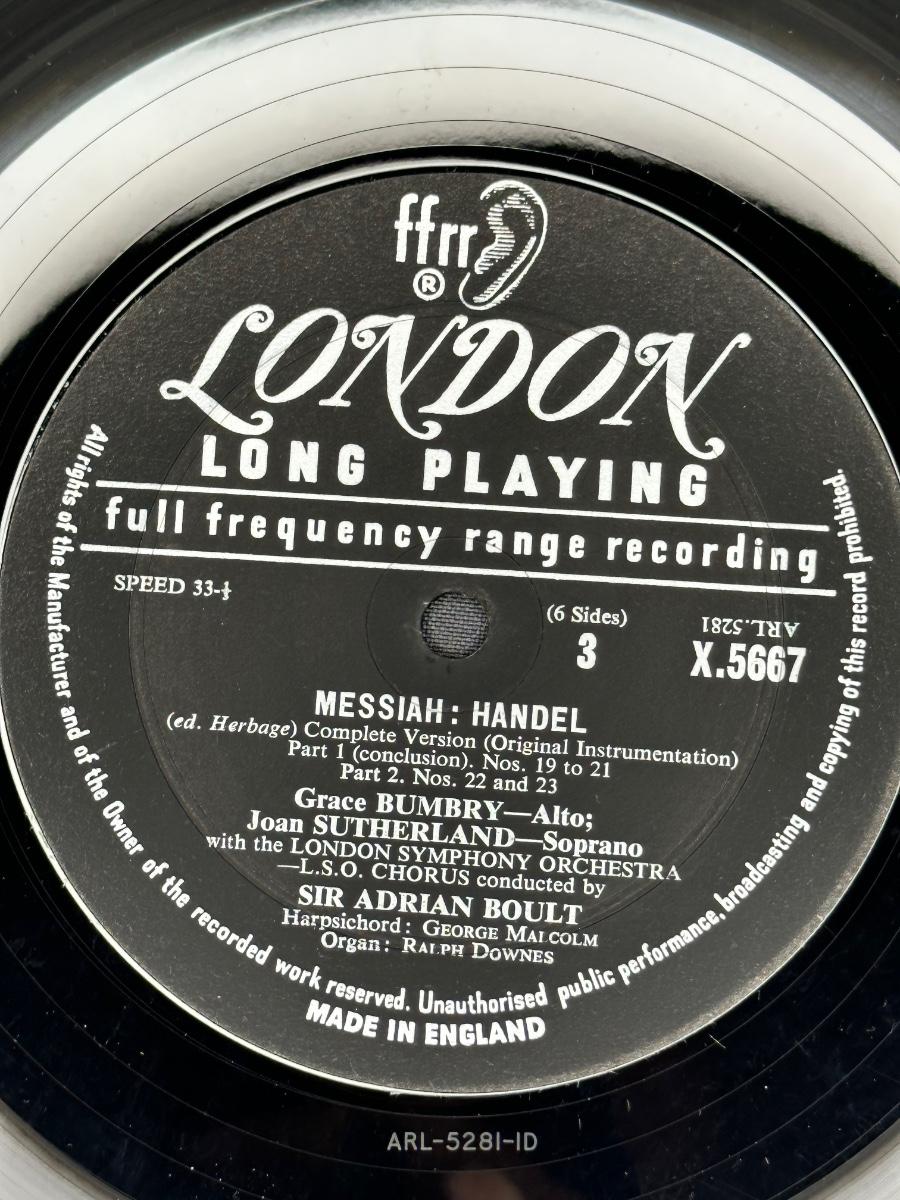 ffrr
®
LONDON
LONG PLAYING
full frequency range recording
SPEED 33-⅓
(6 Sides)
3
ARL.5281
X.5667
MESSIAH: HANDEL
(ed. Herbage) Complete Version (Original Instrumentation)
Part 1 (conclusion). Nos. 19 to 21
Part 2. Nos. 22 and 23
Grace BUMBRY—Alto;
Joan SUTHERLAND—Soprano
with the LONDON SYMPHONY ORCHESTRA
—L.S.O. CHORUS conducted by
SIR ADRIAN BOULT
Harpsichord: GEORGE MALCOLM
Organ: RALPH DOWNES
All rights of the Manufacturer and of the Owner of the recorded work reserved. Unauthorised public performance, broadcasting and copying of this record prohibited.
MADE IN ENGLAND
ARL-5281-1D